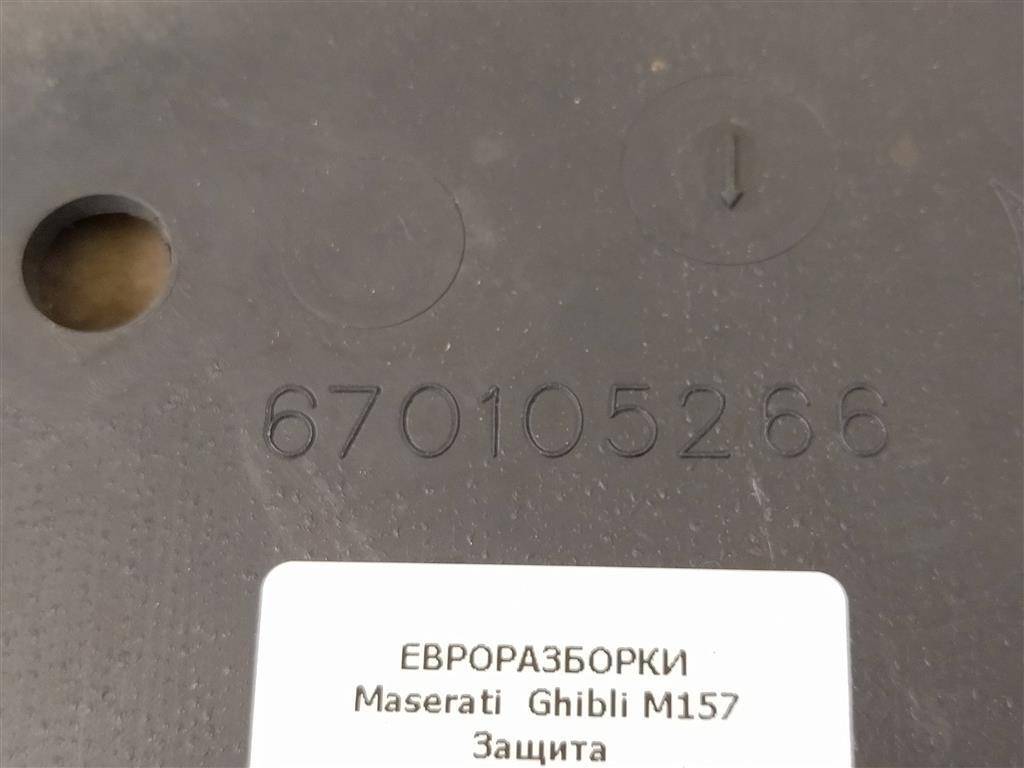 670105266
ЕВРОРАЗБОРКИ
Maserati Ghibli M157
Защита